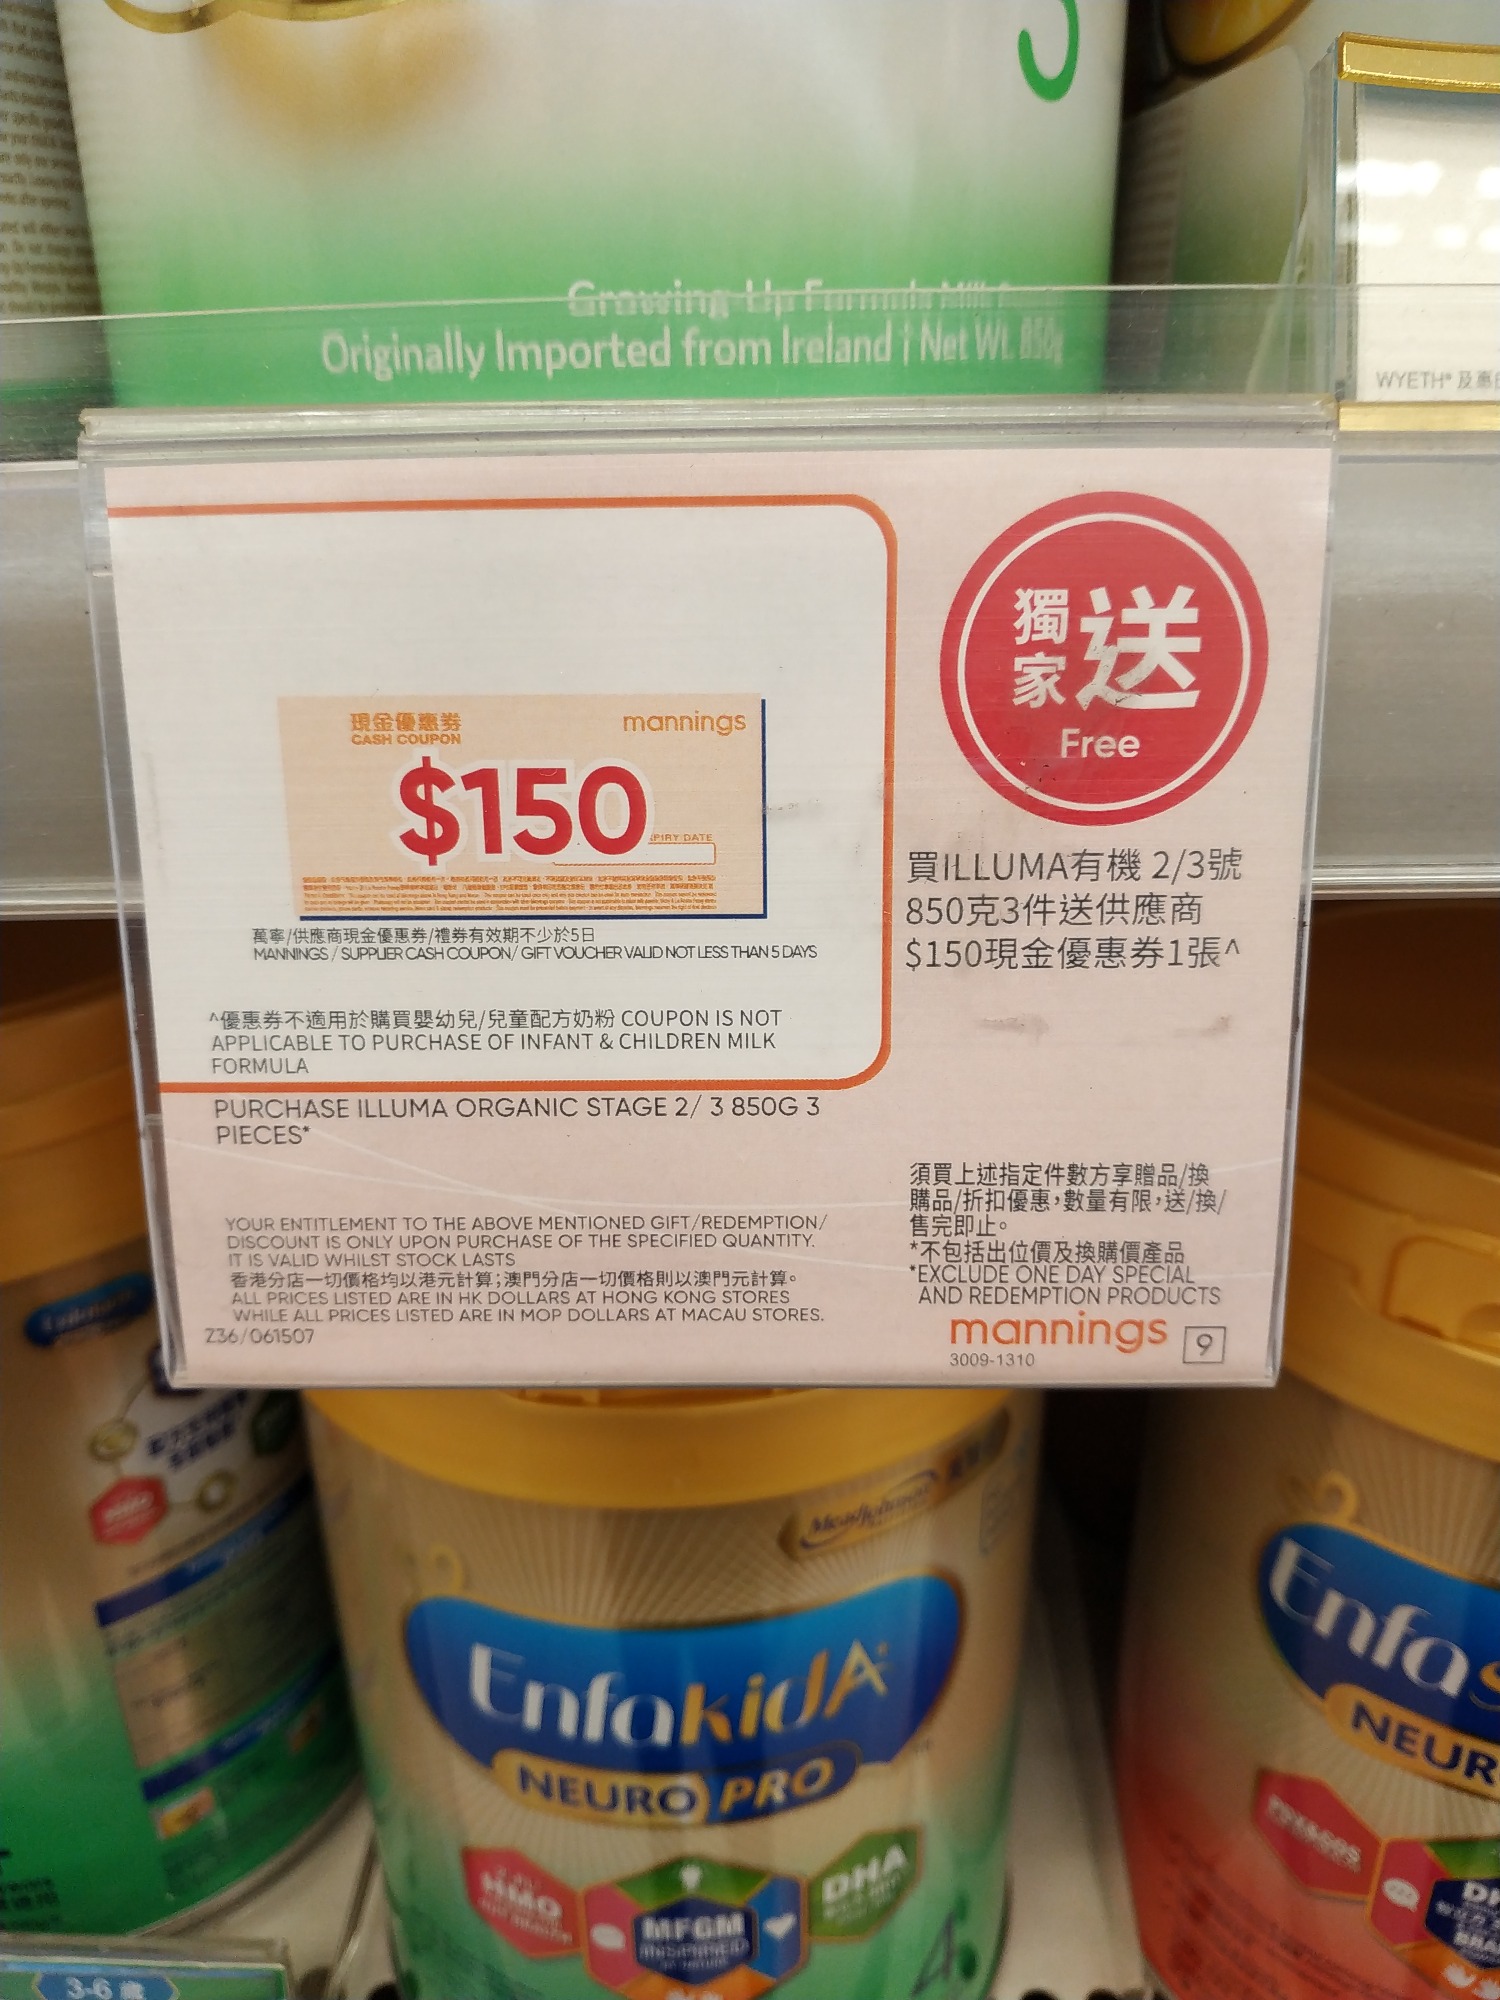 Growing-Up Formula Milk
Originally Imported from Ireland | Net Wt. 850g
WYETH® 及惠
獨家送
Free
現金優惠券
CASH COUPON
mannings
$150
PIRY DATE
萬寧/供應商現金優惠券/禮券有效期不少於5日
MANNINGS / SUPPLIER CASH COUPON/ GIFT VOUCHER VALID NOT LESS THAN 5 DAYS
^優惠券不適用於購買嬰幼兒/兒童配方奶粉 COUPON IS NOT
APPLICABLE TO PURCHASE OF INFANT & CHILDREN MILK
FORMULA
買ILLUMA有機 2/3號
850克3件送供應商
$150現金優惠券1張^
PURCHASE ILLUMA ORGANIC STAGE 2/ 3 850G 3
PIECES*
YOUR ENTITLEMENT TO THE ABOVE MENTIONED GIFT/REDEMPTION/
DISCOUNT IS ONLY UPON PURCHASE OF THE SPECIFIED QUANTITY.
IT IS VALID WHILST STOCK LASTS
香港分店一切價格均以港元計算;澳門分店一切價格則以澳門元計算。
ALL PRICES LISTED ARE IN HK DOLLARS AT HONG KONG STORES
WHILE ALL PRICES LISTED ARE IN MOP DOLLARS AT MACAU STORES.
Z36/061507
須買上述指定件數方享贈品/換
購品/折扣優惠,數量有限,送/換/
售完即止。
*不包括出位價及換購價產品
*EXCLUDE ONE DAY SPECIAL
AND REDEMPTION PRODUCTS
mannings
3009-1310
9
MeadJohnson
EnfakidA+
NEURO PRO
HMO
MFGM
DHA
4
Enfas
NEUR
3-6 歲